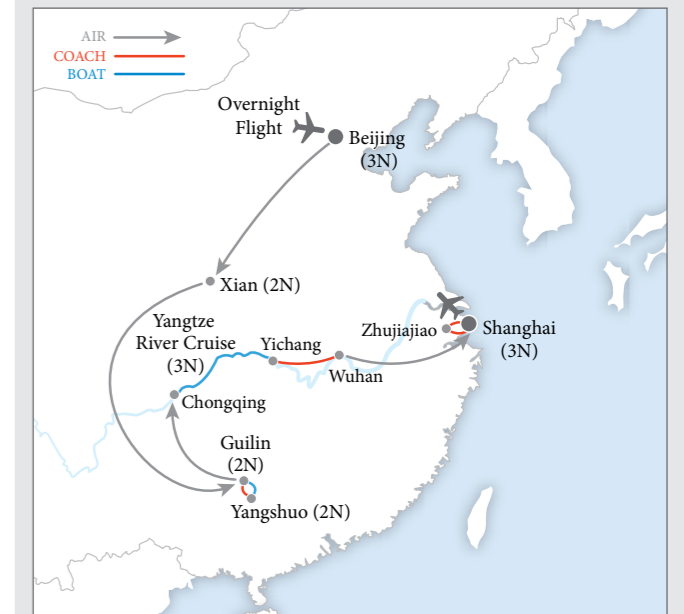 AIR
COACH
BOAT
Overnight
Flight
Beijing
(3N)
Xian (2N)
Yangtze
River Cruise
(3N)
Yichang
Zhujiajiao
Shanghai
(3N)
Wuhan
Chongqing
Guilin
(2N)
Yangshuo (2N)